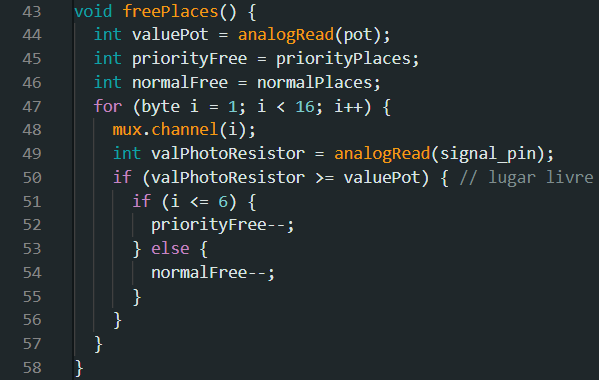 43 void freePlaces() {
44   int valuePot = analogRead(pot);
45   int priorityFree = priorityPlaces;
46   int normalFree = normalPlaces;
47   for (byte i = 1; i < 16; i++) {
48     mux.channel(i);
49     int valPhotoResistor = analogRead(signal_pin);
50     if (valPhotoResistor >= valuePot) { // lugar livre
51       if (i <= 6) {
52         priorityFree--;
53       } else {
54         normalFree--;
55       }
56     }
57   }
58 }